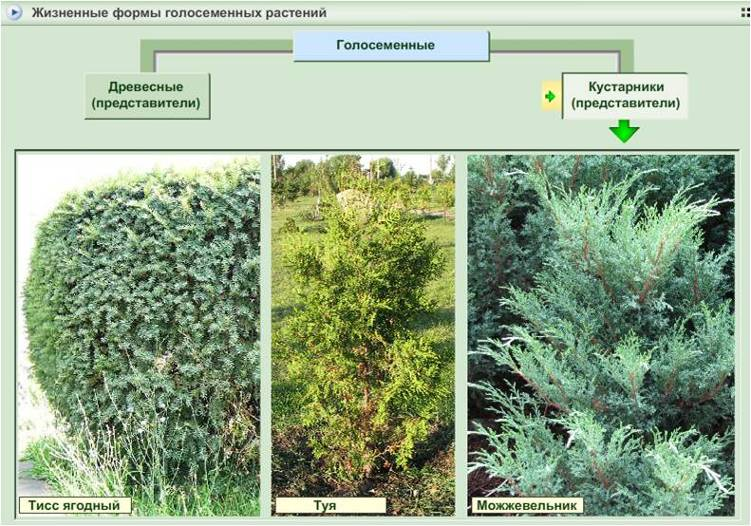 Жизненные формы голосеменных растений
Голосеменные
Древесные
(представители)
Кустарники
(представители)
Тисс ягодный
Туя
Можжевельник